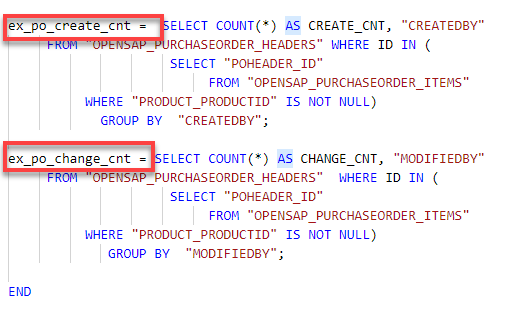 ex_po_create_cnt = SELECT COUNT(*) AS CREATE_CNT, "CREATEDBY"
FROM "OPENSAP_PURCHASEORDER_HEADERS" WHERE ID IN (
SELECT "POHEADER_ID"
FROM "OPENSAP_PURCHASEORDER_ITEMS"
WHERE "PRODUCT_PRODUCTID" IS NOT NULL)
GROUP BY "CREATEDBY";
ex_po_change_cnt = SELECT COUNT(*) AS CHANGE_CNT, "MODIFIEDBY"
FROM "OPENSAP_PURCHASEORDER_HEADERS" WHERE ID IN (
SELECT "POHEADER_ID"
FROM "OPENSAP_PURCHASEORDER_ITEMS"
WHERE "PRODUCT_PRODUCTID" IS NOT NULL)
GROUP BY "MODIFIEDBY";
END